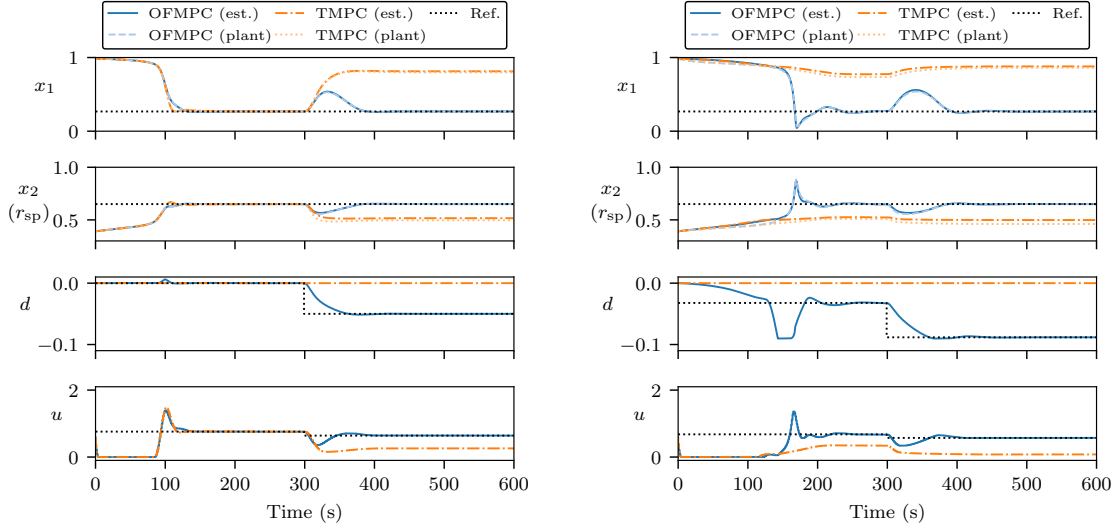 OFMPC (est.) TMPC (est.) Ref.
OFMPC (plant) TMPC (plant)
1
x1
0
1.0
x2
(rsp)
0.5
0.0
d
−0.1
2
u
0
0 100 200 300 400 500 600
Time (s)
OFMPC (est.) TMPC (est.) Ref.
OFMPC (plant) TMPC (plant)
1
x1
0
1.0
x2
(rsp)
0.5
0.0
d
−0.1
2
u
0
0 100 200 300 400 500 600
Time (s)